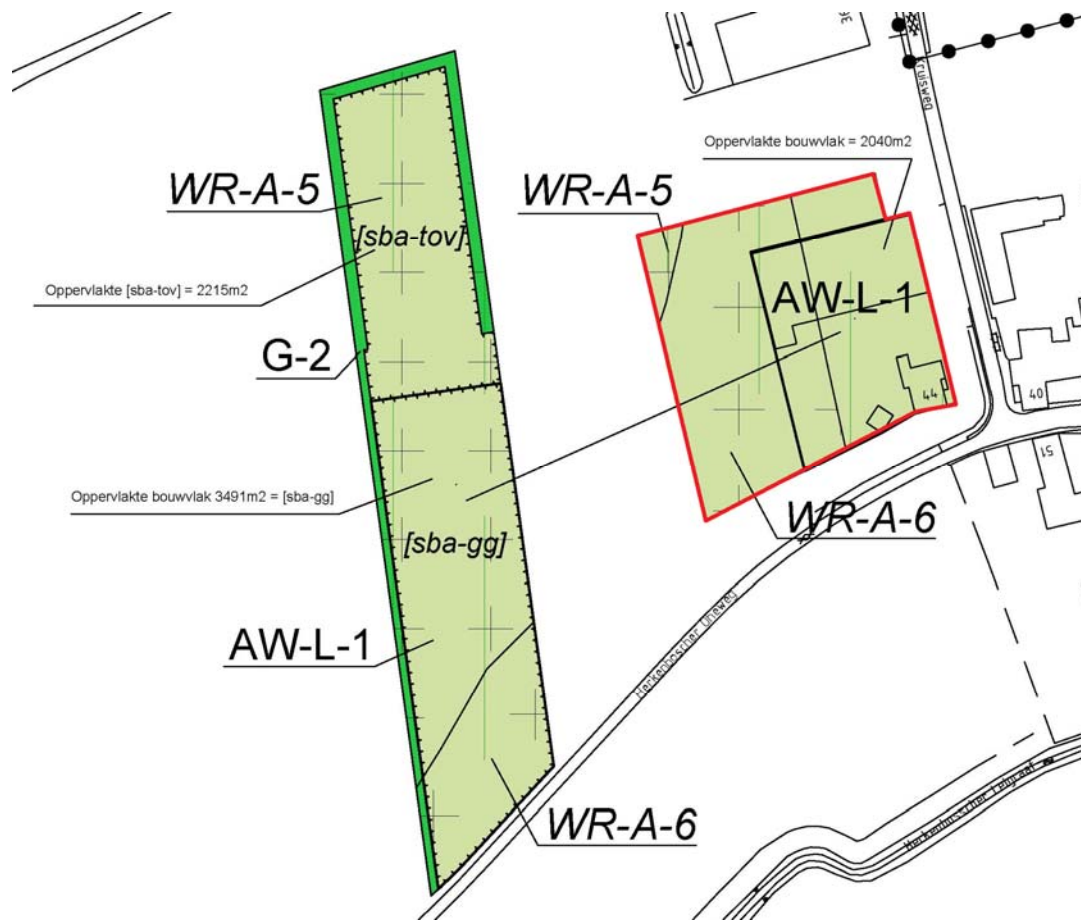 Kruisweg
Oppervlakte bouwvlak = 2040m2
WR-A-5
WR-A-5
[sba-tov]
Oppervlakte [sba-tov] = 2215m2
AW-L-1
G-2
44
40
51
Oppervlakte bouwvlak 3491m2 = [sba-gg]
WR-A-6
[sba-gg]
AW-L-1
WR-A-6